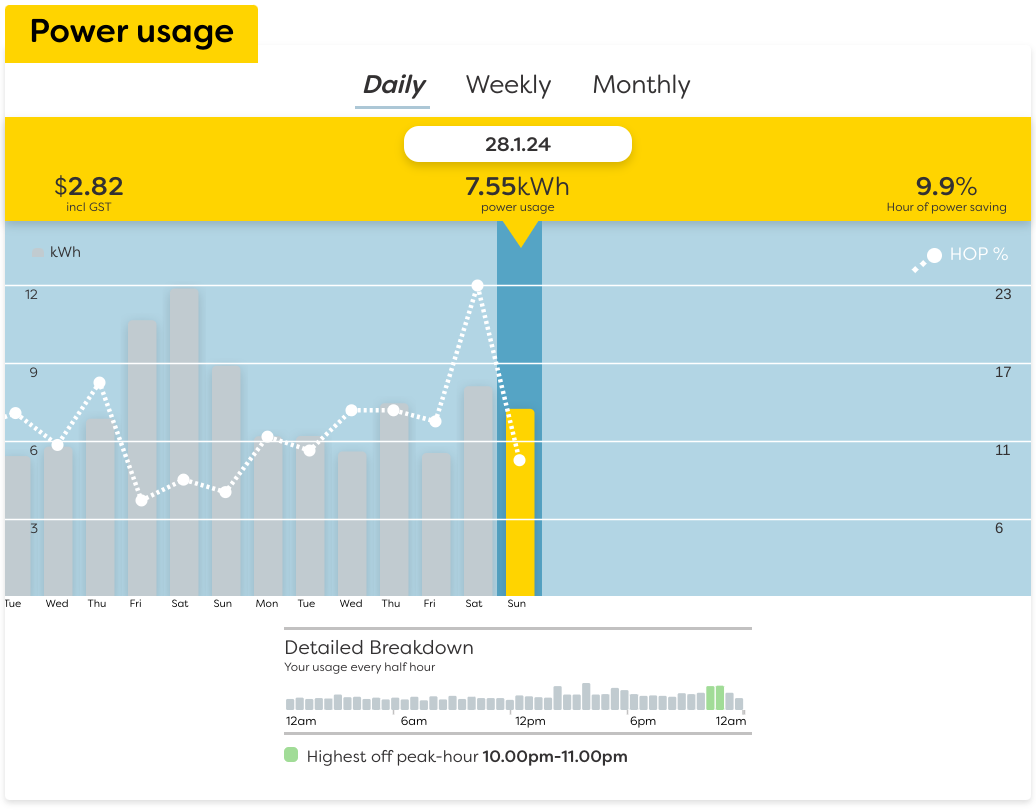 Power usage
Daily Weekly Monthly
28.1.24
$2.82 7.55kWh 9.9%
incl GST power usage Hour of power saving
kWh HOP %
12 23
9 17
6 11
3 6
Tue Wed Thu Fri Sat Sun Mon Tue Wed Thu Fri Sat Sun
Detailed Breakdown
Your usage every half hour
12am 6am 12pm 6pm 12am
Highest off peak-hour 10.00pm-11.00pm